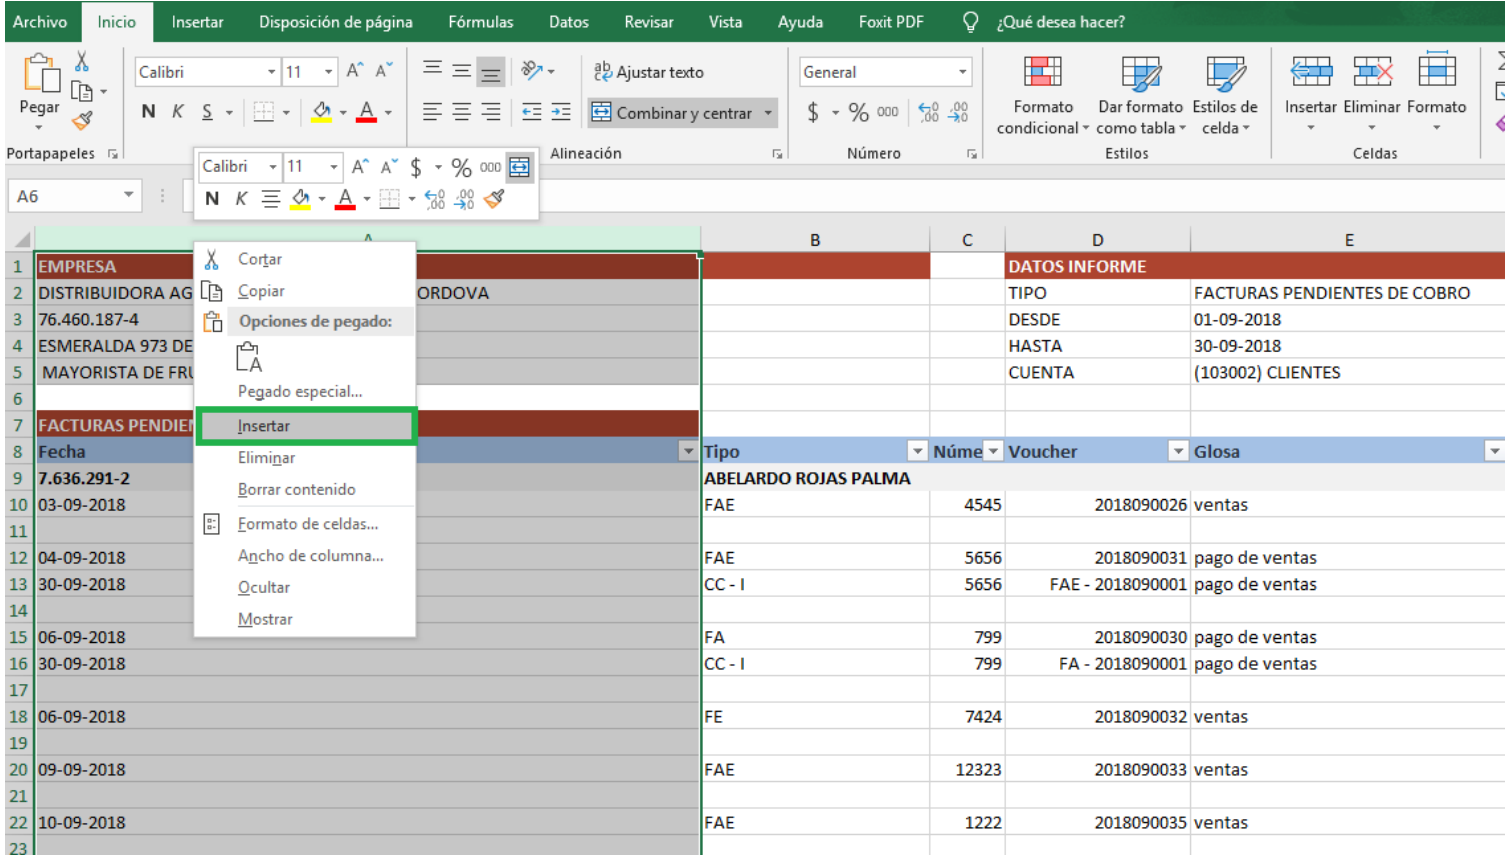 Archivo Inicio Insertar Disposición de página Fórmulas Datos Revisar Vista Ayuda Foxit PDF ¿Qué desea hacer?
Pegar
Calibri 11
N K S
Ajustar texto
Combinar y centrar
General
$ % 000
Formato condicional
Dar formato como tabla
Estilos de celda
Insertar Eliminar Formato
Portapapeles Alineación Número Estilos Celdas
Calibri 11 $ % 000
N K A
A6
A B C D E
1 EMPRESA DATOS INFORME
2 DISTRIBUIDORA AG ORDOVA TIPO FACTURAS PENDIENTES DE COBRO
3 76.460.187-4 DESDE 01-09-2018
4 ESMERALDA 973 DE HASTA 30-09-2018
5 MAYORISTA DE FRU CUENTA (103002) CLIENTES
6
7 FACTURAS PENDIEN
8 Fecha Tipo Núme Voucher Glosa
9 7.636.291-2 ABELARDO ROJAS PALMA
10 03-09-2018 FAE 4545 2018090026 ventas
11
12 04-09-2018 FAE 5656 2018090031 pago de ventas
13 30-09-2018 CC - I 5656 FAE - 2018090001 pago de ventas
14
15 06-09-2018 FA 799 2018090030 pago de ventas
16 30-09-2018 CC - I 799 FA - 2018090001 pago de ventas
17
18 06-09-2018 FE 7424 2018090032 ventas
19
20 09-09-2018 FAE 12323 2018090033 ventas
21
22 10-09-2018 FAE 1222 2018090035 ventas
23
Cortar
Copiar
Opciones de pegado:
Pegado especial...
Insertar
Eliminar
Borrar contenido
Formato de celdas...
Ancho de columna...
Ocultar
Mostrar